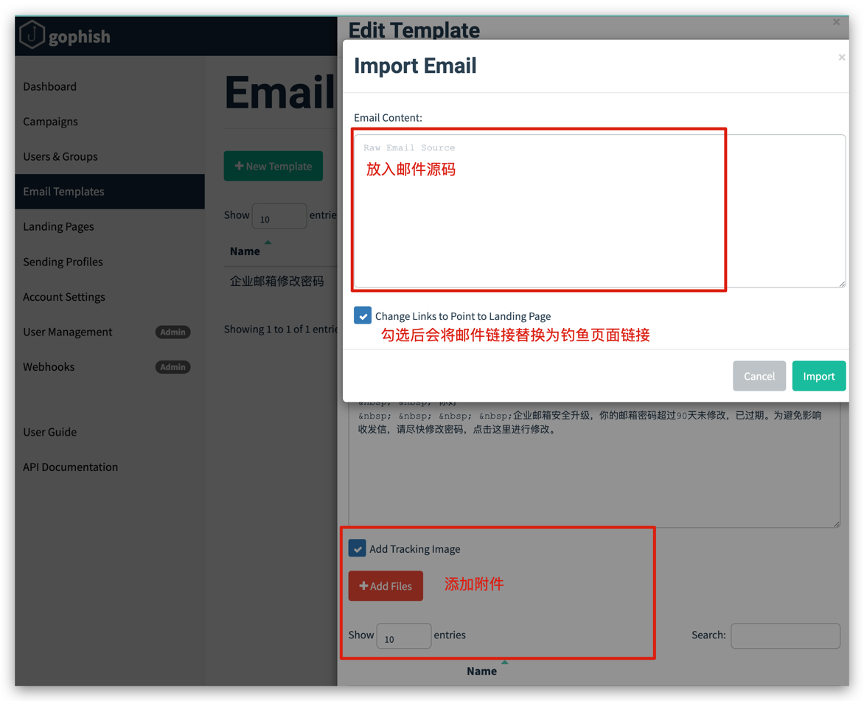 gophish
Edit Template
×
Import Email
×
Dashboard
Email
Campaigns
Email Content:
Users & Groups
Raw Email Source
放入邮件源码
+ New Template
Email Templates
Show 10 entrie
Landing Pages
Name
Sending Profiles
企业邮箱修改密码
Account Settings
Change Links to Point to Landing Page
勾选后会将邮件链接替换为钓鱼页面链接
User Management Admin
Showing 1 to 1 of 1 entri
Webhooks Admin
Cancel
Import
&nbsp; &nbsp; 你好
&nbsp; &nbsp; &nbsp; &nbsp;企业邮箱安全升级，你的邮箱密码超过90天未修改，已过期。为避免影响
收发信，请尽快修改密码，点击这里进行修改。
User Guide
API Documentation
Add Tracking Image
+ Add Files
添加附件
Show 10 entries
Search:
Name